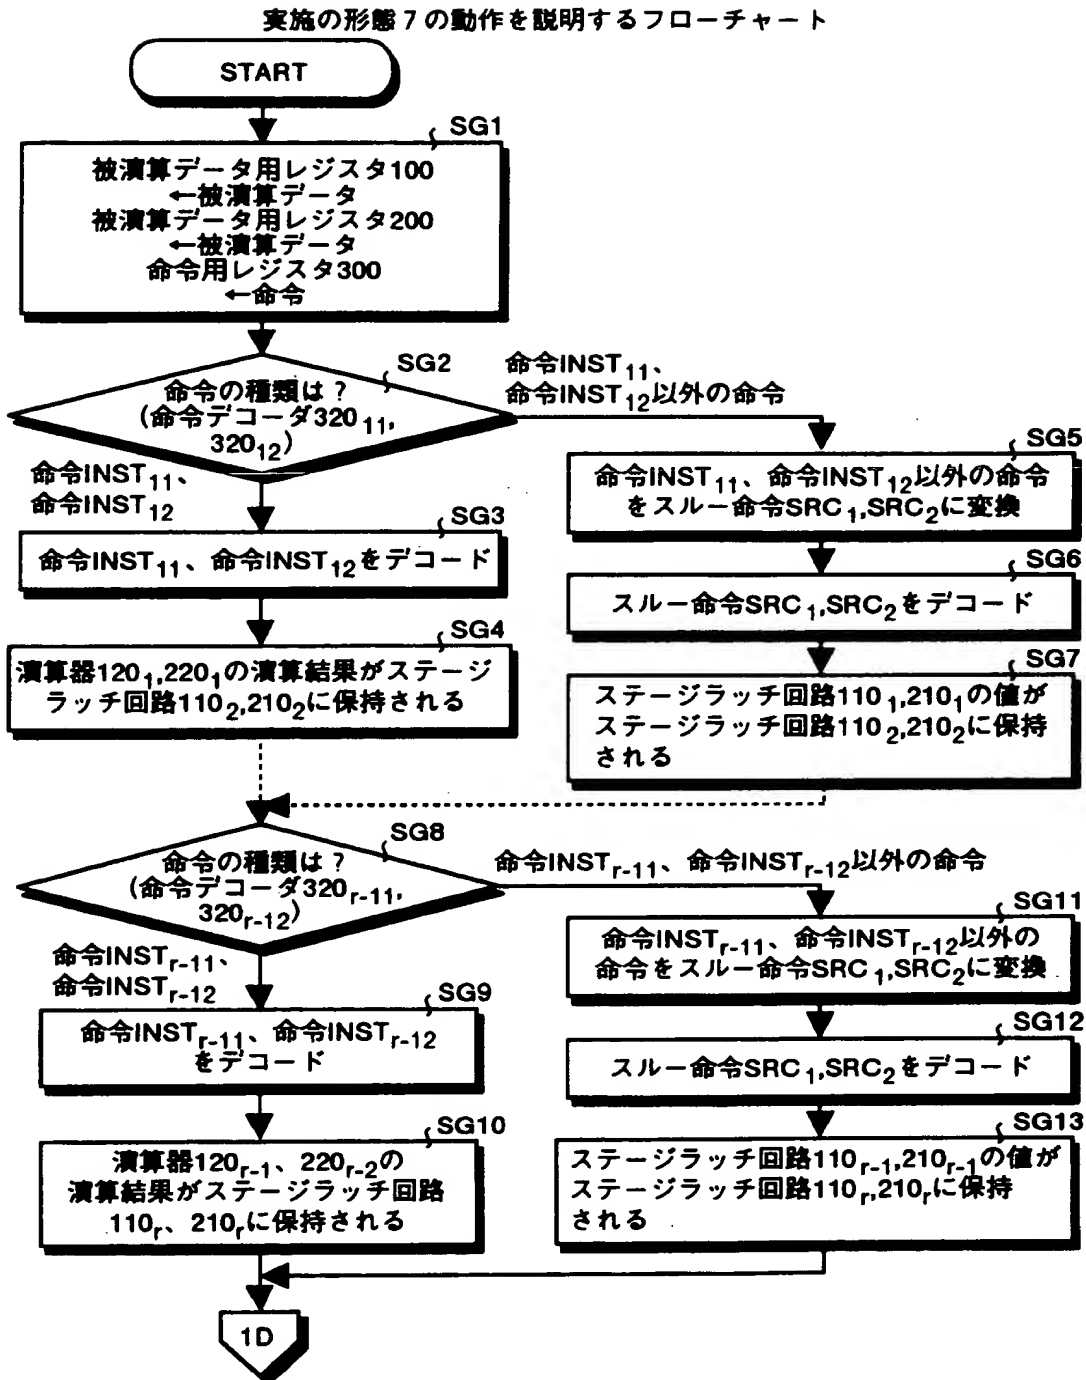 実施の形態7の動作を説明するフローチャート
START
SG1
被演算データ用レジスタ100
←被演算データ
被演算データ用レジスタ200
←被演算データ
命令用レジスタ300
←命令
SG2
命令の種類は?
(命令デコーダ320₁₁,
320₁₂)
命令INST₁₁、
命令INST₁₂以外の命令
命令INST₁₁、
命令INST₁₂
SG3
命令INST₁₁、命令INST₁₂をデコード
SG4
演算器120₁,220₁の演算結果がステージ
ラッチ回路110₂,210₂に保持される
SG5
命令INST₁₁、命令INST₁₂以外の命令
をスルー命令SRC₁,SRC₂に変換
SG6
スルー命令SRC₁,SRC₂をデコード
SG7
ステージラッチ回路110₁,210₁の値が
ステージラッチ回路110₂,210₂に保持
される
SG8
命令の種類は?
(命令デコーダ320r-11,
320r-12)
命令INSTr-11、命令INSTr-12以外の命令
命令INSTr-11、
命令INSTr-12
SG9
命令INSTr-11、命令INSTr-12
をデコード
SG10
演算器120r-1、220r-2の
演算結果がステージラッチ回路
110r、210rに保持される
SG11
命令INSTr-11、命令INSTr-12以外の
命令をスルー命令SRC₁,SRC₂に変換
SG12
スルー命令SRC₁,SRC₂をデコード
SG13
ステージラッチ回路110r-1,210r-1の値が
ステージラッチ回路110r,210rに保持
される
1D